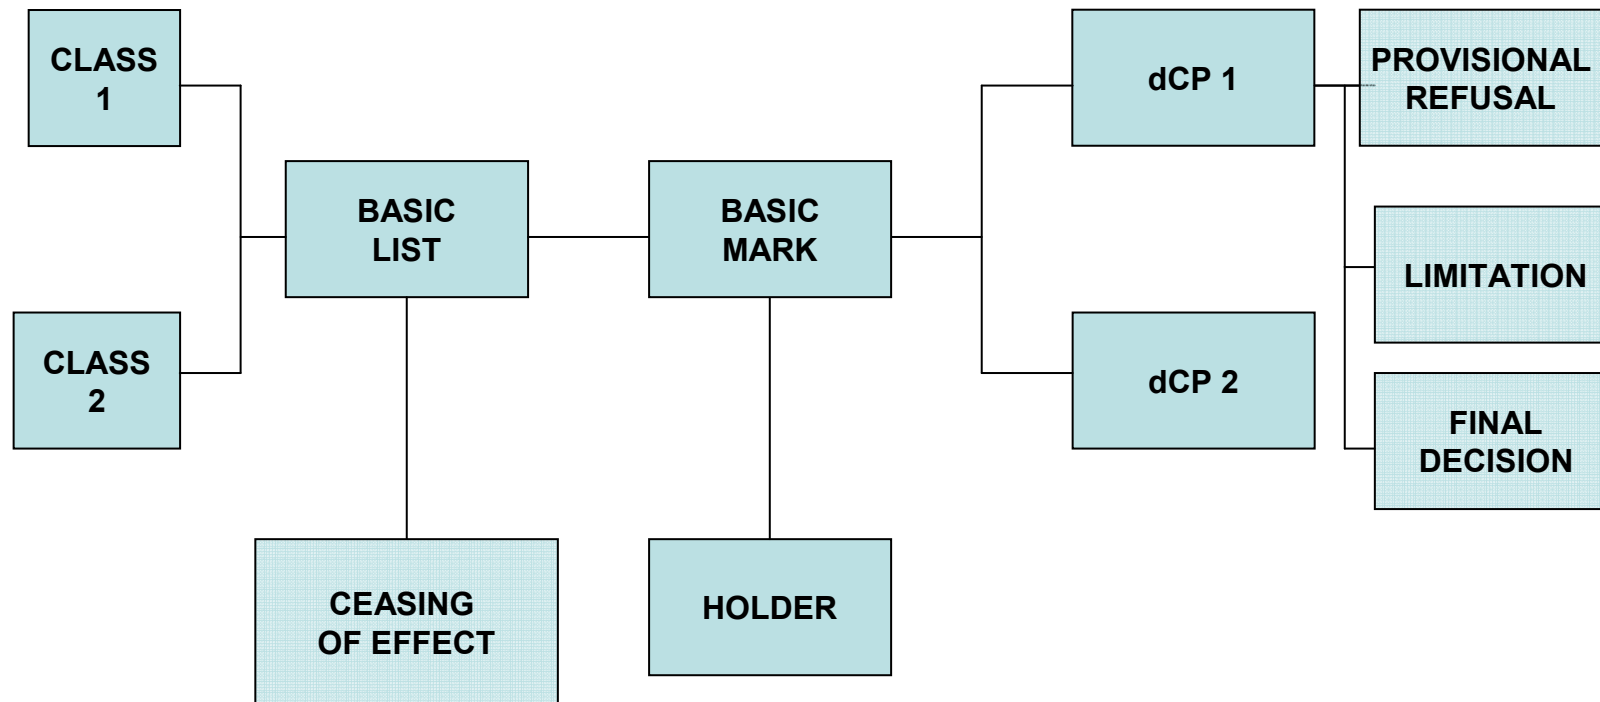 CLASS
1
dCP 1
PROVISIONAL
REFUSAL
BASIC
LIST
BASIC
MARK
LIMITATION
CLASS
2
dCP 2
FINAL
DECISION
CEASING
OF EFFECT
HOLDER